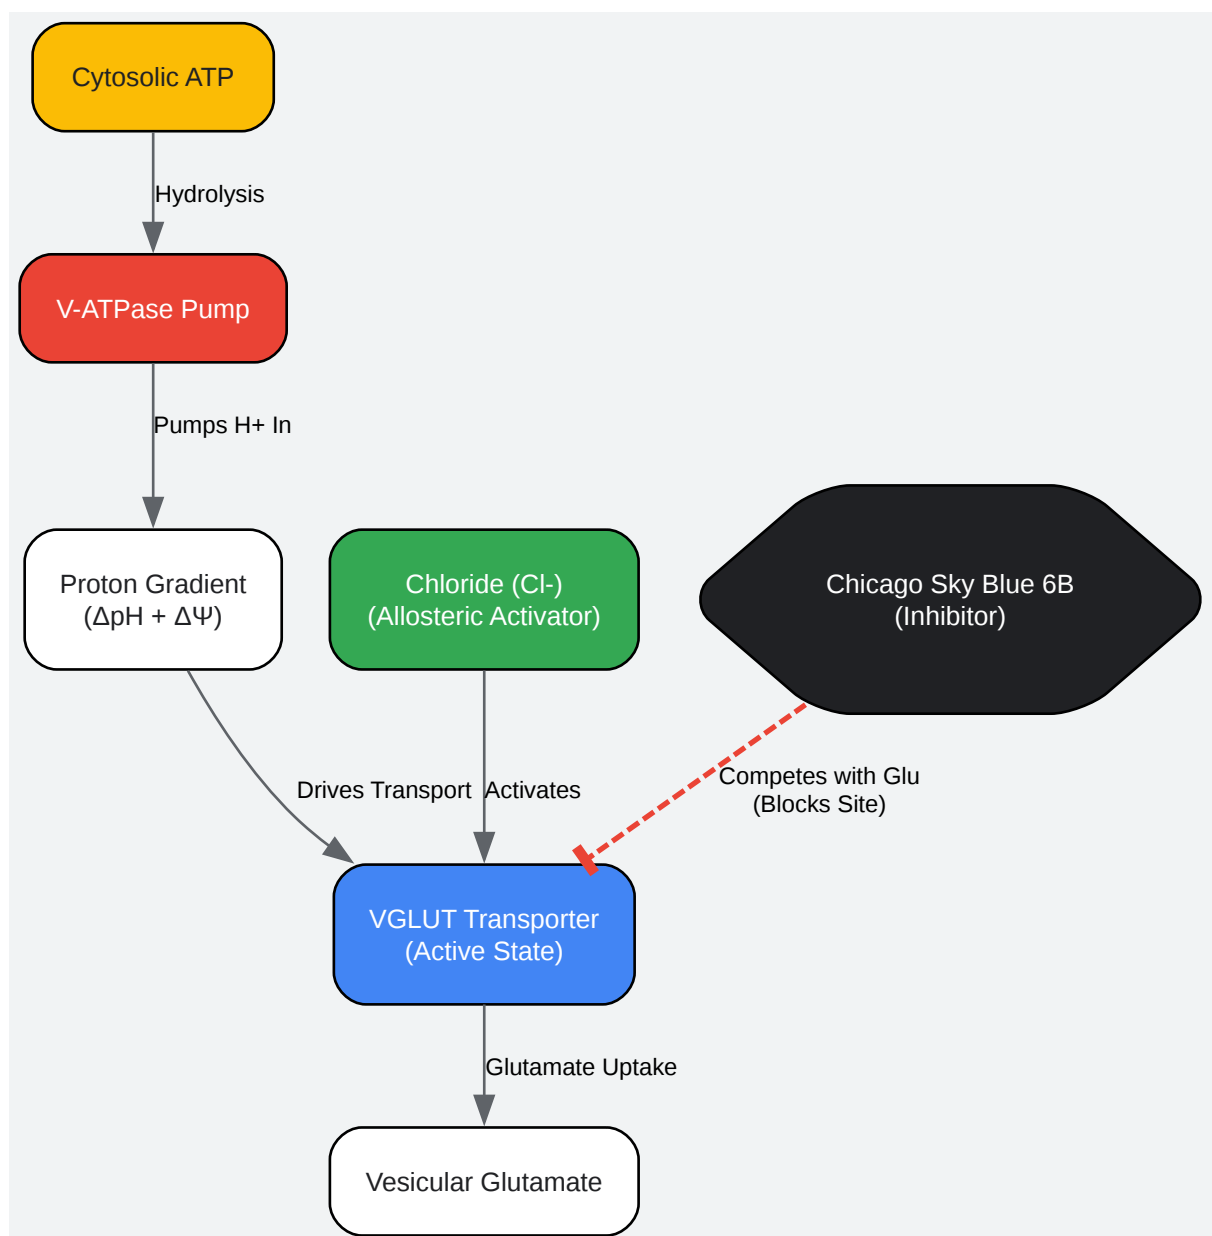 Cytosolic ATP
Hydrolysis
V-ATPase Pump
Pumps H+ In
Proton Gradient
(ΔpH + ΔΨ)
Chloride (Cl-)
(Allosteric Activator)
Chicago Sky Blue 6B
(Inhibitor)
Drives Transport
Activates
Competes with Glu
(Blocks Site)
VGLUT Transporter
(Active State)
Glutamate Uptake
Vesicular Glutamate